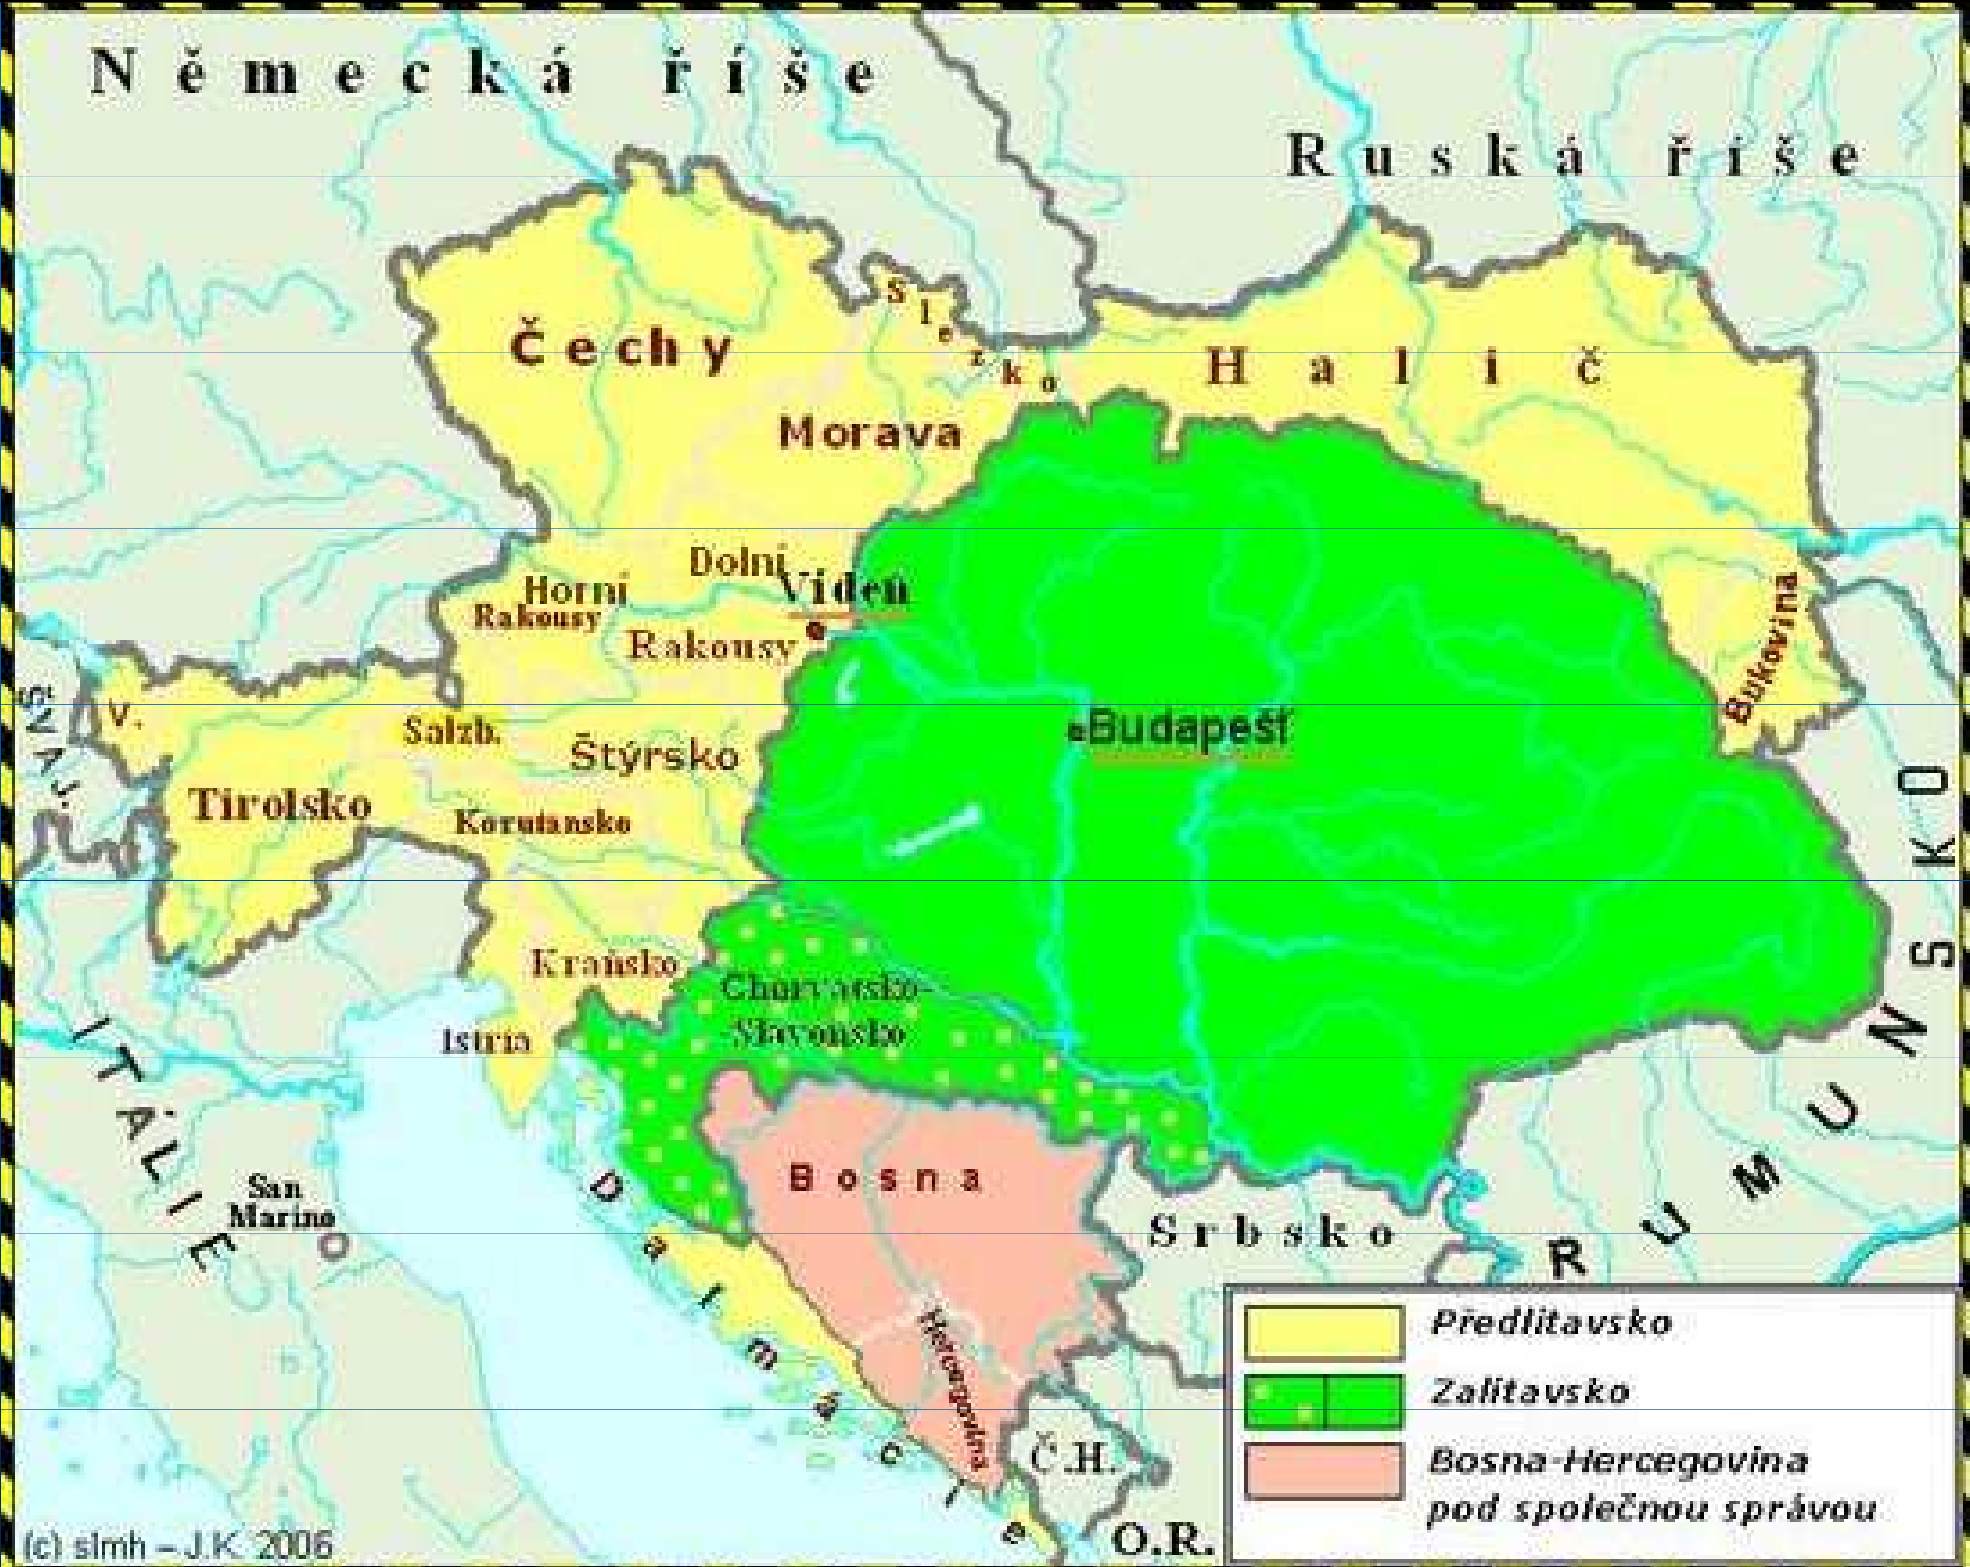 Německá říše
Ruská říše
Slezko
Čechy
Halič
Morava
Dolní
Vídeň
Horní
Rakousy
Rakousy
Bukovina
ŠVAJ.
V.
Salzb.
Štýrsko
Budapešť
Tirolsko
Korutansko
Kraňsko
Chorvatsko-
-Slavonsko
Istria
ITÁLIE
San
Marino
Dalmacie
Bosna
Hercegovina
Srbsko
RUMUNSKO
Č.H.
O.R.
Předlitavsko
Zalitavsko
Bosna-Hercegovina
pod společnou správou
(c) slmh – J.K. 2006